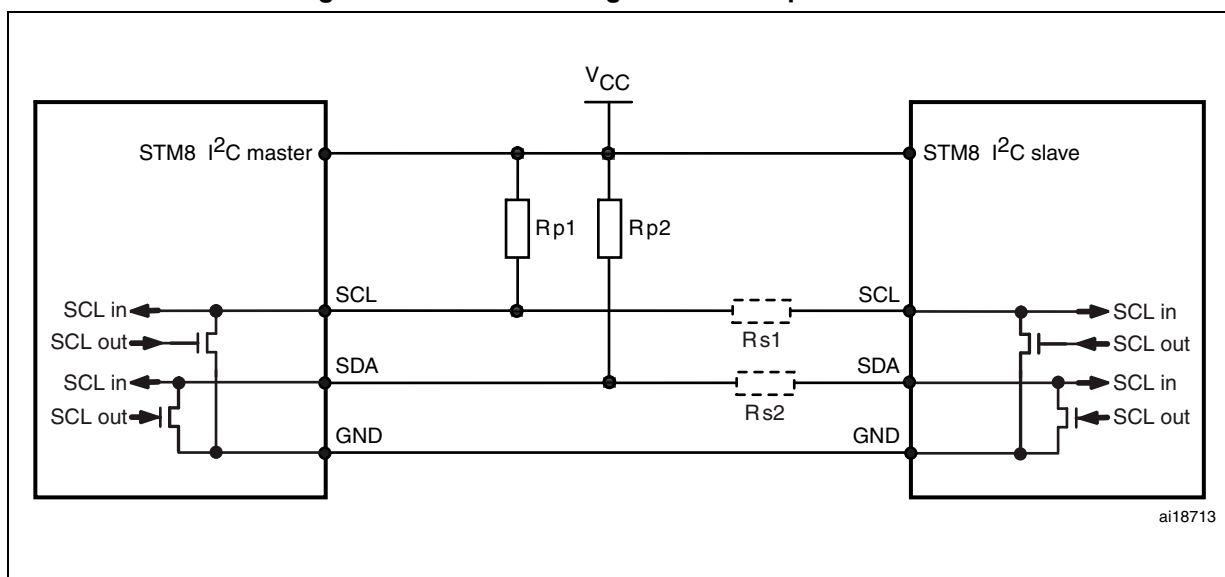 V_CC
STM8 I²C master
STM8 I²C slave
Rp1
Rp2
SCL
SCL
SCL in
SCL out
SCL in
SCL out
SDA
SDA
GND
GND
Rs1
Rs2
SCL in
SCL out
SCL in
SCL out
ai18713